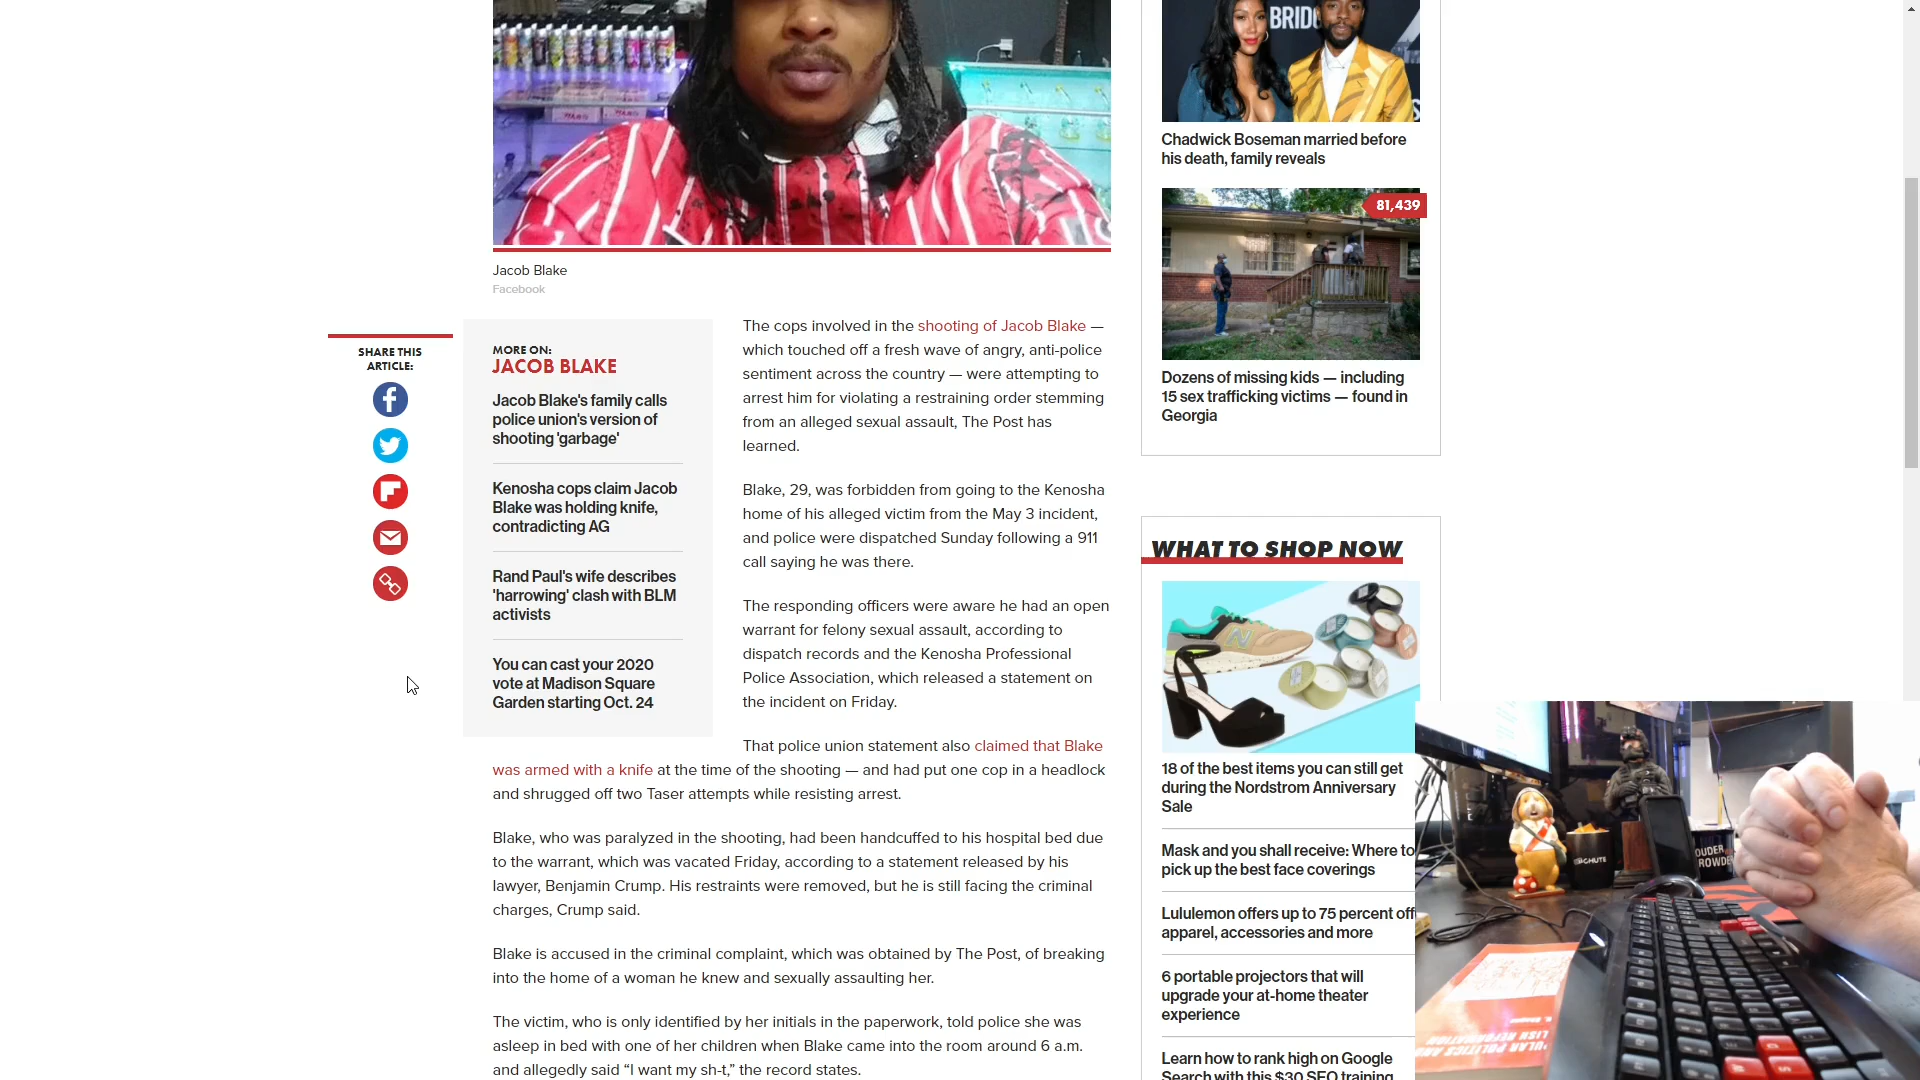 BRIDG
Chadwick Boseman married before
his death, family reveals
81,439
Dozens of missing kids — including
15 sex trafficking victims — found in
Georgia
Jacob Blake
Facebook
SHARE THIS
ARTICLE:
MORE ON:
JACOB BLAKE
Jacob Blake's family calls
police union's version of
shooting 'garbage'
Kenosha cops claim Jacob
Blake was holding knife,
contradicting AG
Rand Paul's wife describes
'harrowing' clash with BLM
activists
You can cast your 2020
vote at Madison Square
Garden starting Oct. 24
The cops involved in the shooting of Jacob Blake —
which touched off a fresh wave of angry, anti-police
sentiment across the country — were attempting to
arrest him for violating a restraining order stemming
from an alleged sexual assault, The Post has
learned.
Blake, 29, was forbidden from going to the Kenosha
home of his alleged victim from the May 3 incident,
and police were dispatched Sunday following a 911
call saying he was there.
The responding officers were aware he had an open
warrant for felony sexual assault, according to
dispatch records and the Kenosha Professional
Police Association, which released a statement on
the incident on Friday.
That police union statement also claimed that Blake
was armed with a knife at the time of the shooting — and had put one cop in a headlock
and shrugged off two Taser attempts while resisting arrest.
Blake, who was paralyzed in the shooting, had been handcuffed to his hospital bed due
to the warrant, which was vacated Friday, according to a statement released by his
lawyer, Benjamin Crump. His restraints were removed, but he is still facing the criminal
charges, Crump said.
Blake is accused in the criminal complaint, which was obtained by The Post, of breaking
into the home of a woman he knew and sexually assaulting her.
The victim, who is only identified by her initials in the paperwork, told police she was
asleep in bed with one of her children when Blake came into the room around 6 a.m.
and allegedly said “I want my sh-t,” the record states.
WHAT TO SHOP NOW
18 of the best items you can still get
during the Nordstrom Anniversary
Sale
Mask and you shall receive: Where to
pick up the best face coverings
Lululemon offers up to 75 percent off
apparel, accessories and more
6 portable projectors that will
upgrade your at-home theater
experience
Learn how to rank high on Google
Search with this $30 SEO training
CHUTE
OUDER
ROWDER
ULAR POLITICS AND
LISH REFORMATION